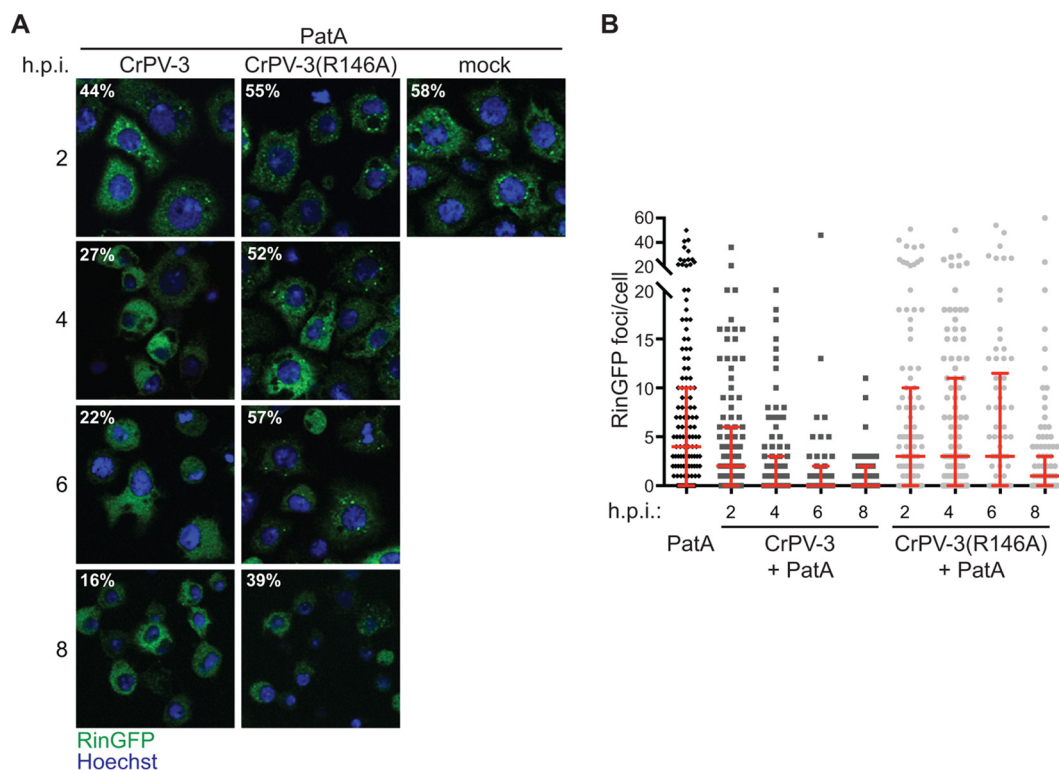 A
PatA
h.p.i. CrPV-3 CrPV-3(R146A) mock
44% 55% 58%
2
27% 52%
4
22% 57%
6
16% 39%
8
RinGFP
Hoechst
B
RinGFP foci/cell
60
40
20
20
15
10
5
0
h.p.i.: 2 4 6 8 2 4 6 8
PatA CrPV-3 CrPV-3(R146A)
+ PatA + PatA